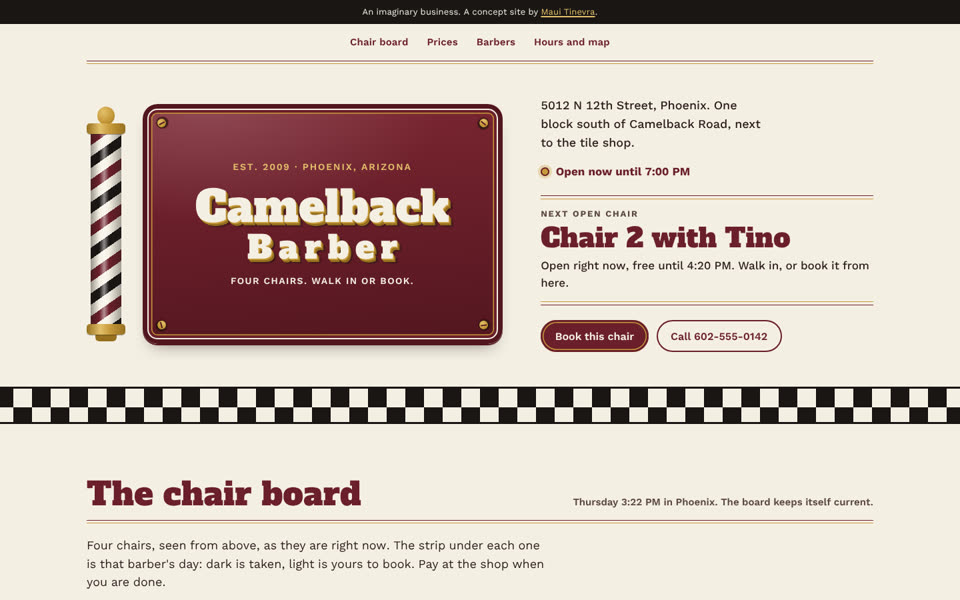 An imaginary business. A concept site by Maui Tinevra.
Chair board Prices Barbers Hours and map
EST. 2009 · PHOENIX, ARIZONA
Camelback
Barber
FOUR CHAIRS. WALK IN OR BOOK.
5012 N 12th Street, Phoenix. One
block south of Camelback Road, next
to the tile shop.
Open now until 7:00 PM
NEXT OPEN CHAIR
Chair 2 with Tino
Open right now, free until 4:20 PM. Walk in, or book it from
here.
Book this chair Call 602-555-0142
The chair board
Thursday 3:22 PM in Phoenix. The board keeps itself current.
Four chairs, seen from above, as they are right now. The strip under each one
is that barber's day: dark is taken, light is yours to book. Pay at the shop when
you are done.